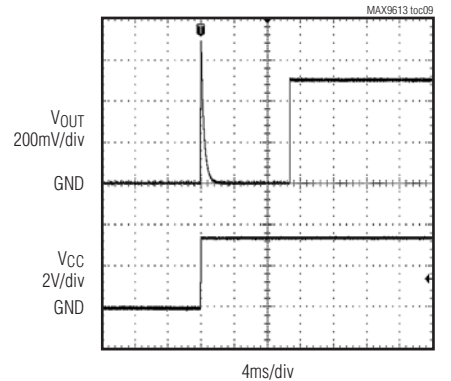 MAX9613 toc09
VOUT
200mV/div
GND
VCC
2V/div
GND
4ms/div